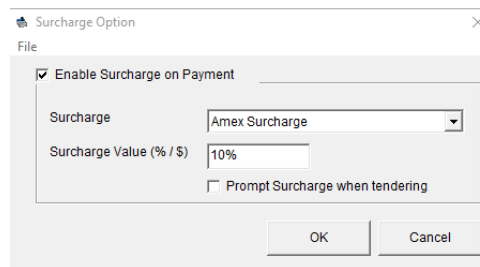 Surcharge Option
File
Enable Surcharge on Payment
Surcharge
Amex Surcharge
Surcharge Value (% / $)
10%
Prompt Surcharge when tendering
OK
Cancel